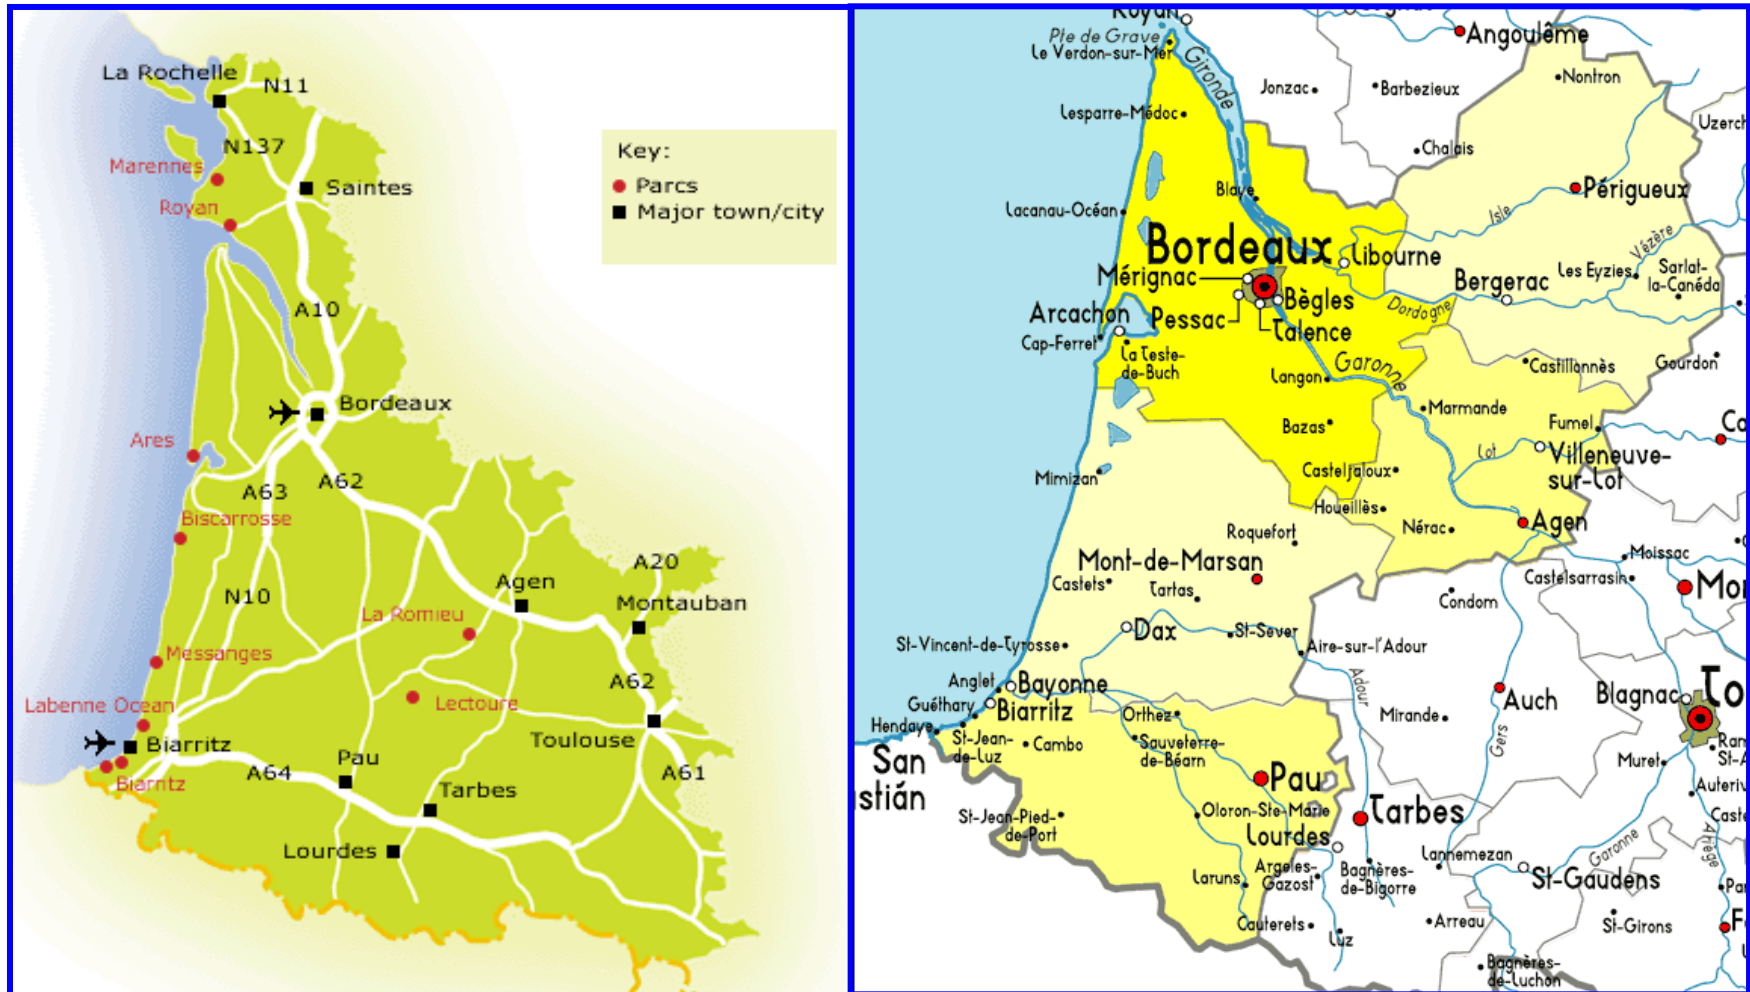 La Rochelle
N11
N137
Marennes
Saintes
Royan
A10
Key:
Parcs
Major town/city
Bordeaux
Ares
A62
A63
Biscarrosse
A20
Agen
N10
Montauban
La Romieu
Messanges
A62
Labenne Ocean
Lectoure
Biarritz
Toulouse
Pau
A64
A61
Biarritz
Tarbes
Lourdes
Royan
Pte de Grave
Le Verdon-sur-Mer
Gironde
Angoulême
Nontron
Jonzac
Barbezieux
Lesparre-Médoc
Chalais
Blaye
Périgueux
Lacanau-Océan
Isle
Vézère
Bordeaux
Libourne
Mérignac
Bergerac
Les Eyzies
Sarlat-
la-Canéda
Bègles
Dordogne
Arcachon
Pessac
Talence
Cap-Ferret
La Teste-
de-Buch
Garonne
Langon
Castillonnès
Gourdon
Marmande
Bazas
Fumel
Lot
Villeneuve-
sur-Lot
Mimizan
Casteljaloux
Houeillès
Nérac
Agen
Roquefort
Mont-de-Marsan
Castets
Tartas
Moissac
Castelsarrasin
Condom
Dax
St-Sever
St-Vincent-de-Tyrosse
Aire-sur-l'Adour
Adour
Anglet
Bayonne
Guéthary
Biarritz
Orthez
Mirande
Auch
Blagnac
Hendaye
St-Jean-
de-Luz
Cambo
Sauveterre-
de-Béarn
Gers
Muret
San
Pau
St-Jean-Pied-
de-Port
Oloron-Ste-Marie
Tarbes
Lourdes
Lannemezan
Garonne
Ariège
Laruns
Argeles-
Gazost
Bagnères-
de-Bigorre
St-Gaudens
Cauterets
Luz
Arreau
St-Girons
Bagnères-
de-Luchon